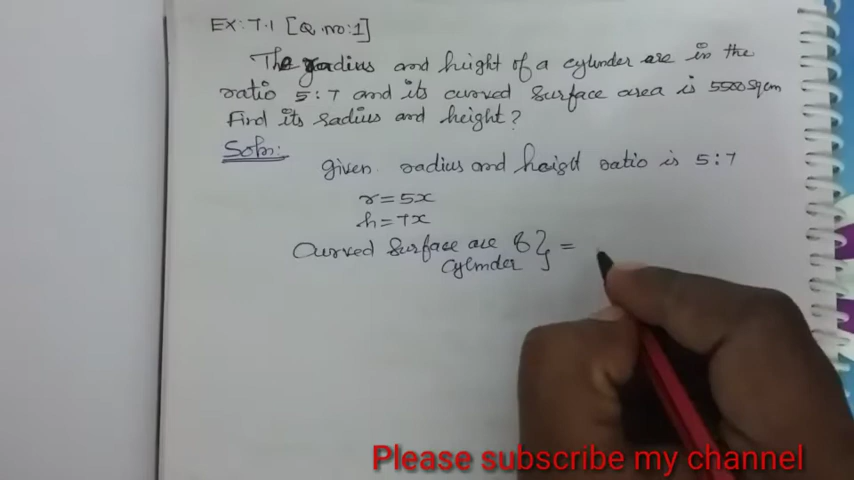 EX: 7.1 [Q.no:1]
The radius and height of a cylinder are in the
ratio 5:7 and its curved surface area is 5500 sq cm
Find its radius and height?
Soln:
given radius and height ratio is 5:7
r = 5x
h = 7x
Curved Surface are of } =
Cylinder
Please subscribe my channel